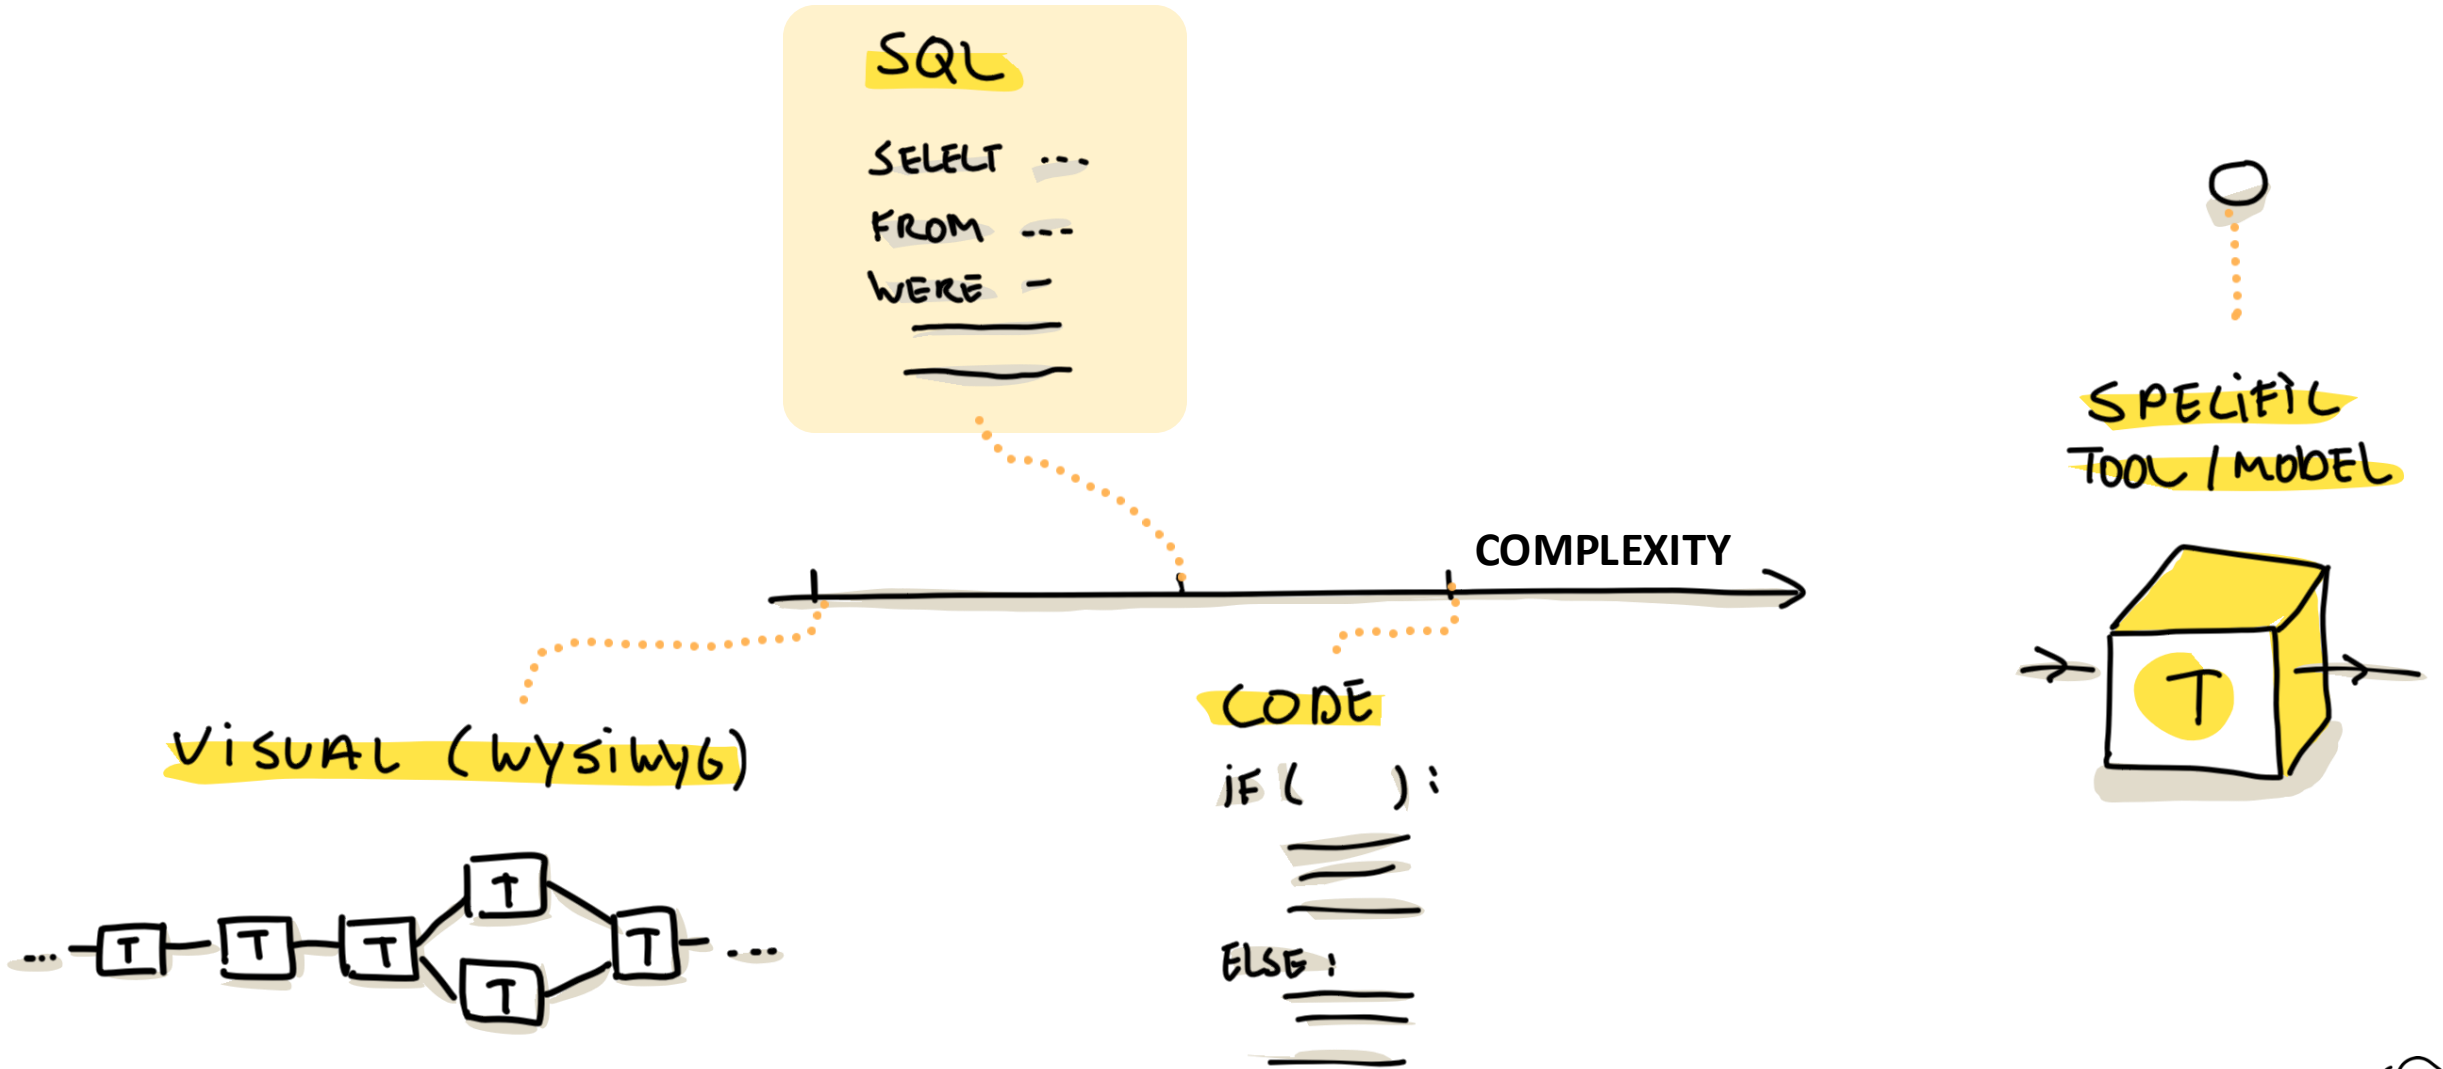 SQL
SELECT ...
FROM ---
WERE -
SPECIFIC
TOOL / MODEL
COMPLEXITY
T
CODE
VISUAL (WYSIWYG)
IF ( ) :
T
... T T T T ...
T
ELSE :